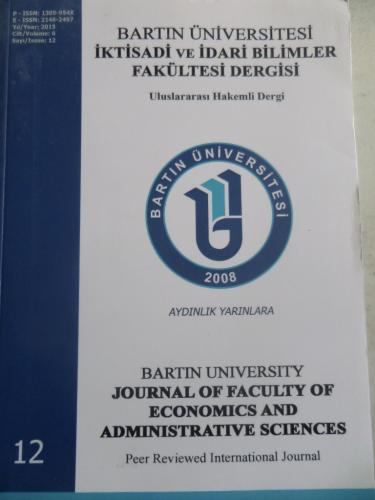 P - ISSN: 1309-954X
E - ISSN: 2148-2497
Yıl/Year: 2015
Cilt/Volume: 6
Sayı/Issue: 12
BARTIN ÜNİVERSİTESİ
İKTİSADİ VE İDARİ BİLİMLER
FAKÜLTESİ DERGİSİ
Uluslararası Hakemli Dergi
BARTIN ÜNİVERSİTESİ
2008
AYDINLIK YARINLARA
BARTIN UNIVERSITY
JOURNAL OF FACULTY OF
ECONOMICS AND
ADMINISTRATIVE SCIENCES
12
Peer Reviewed International Journal